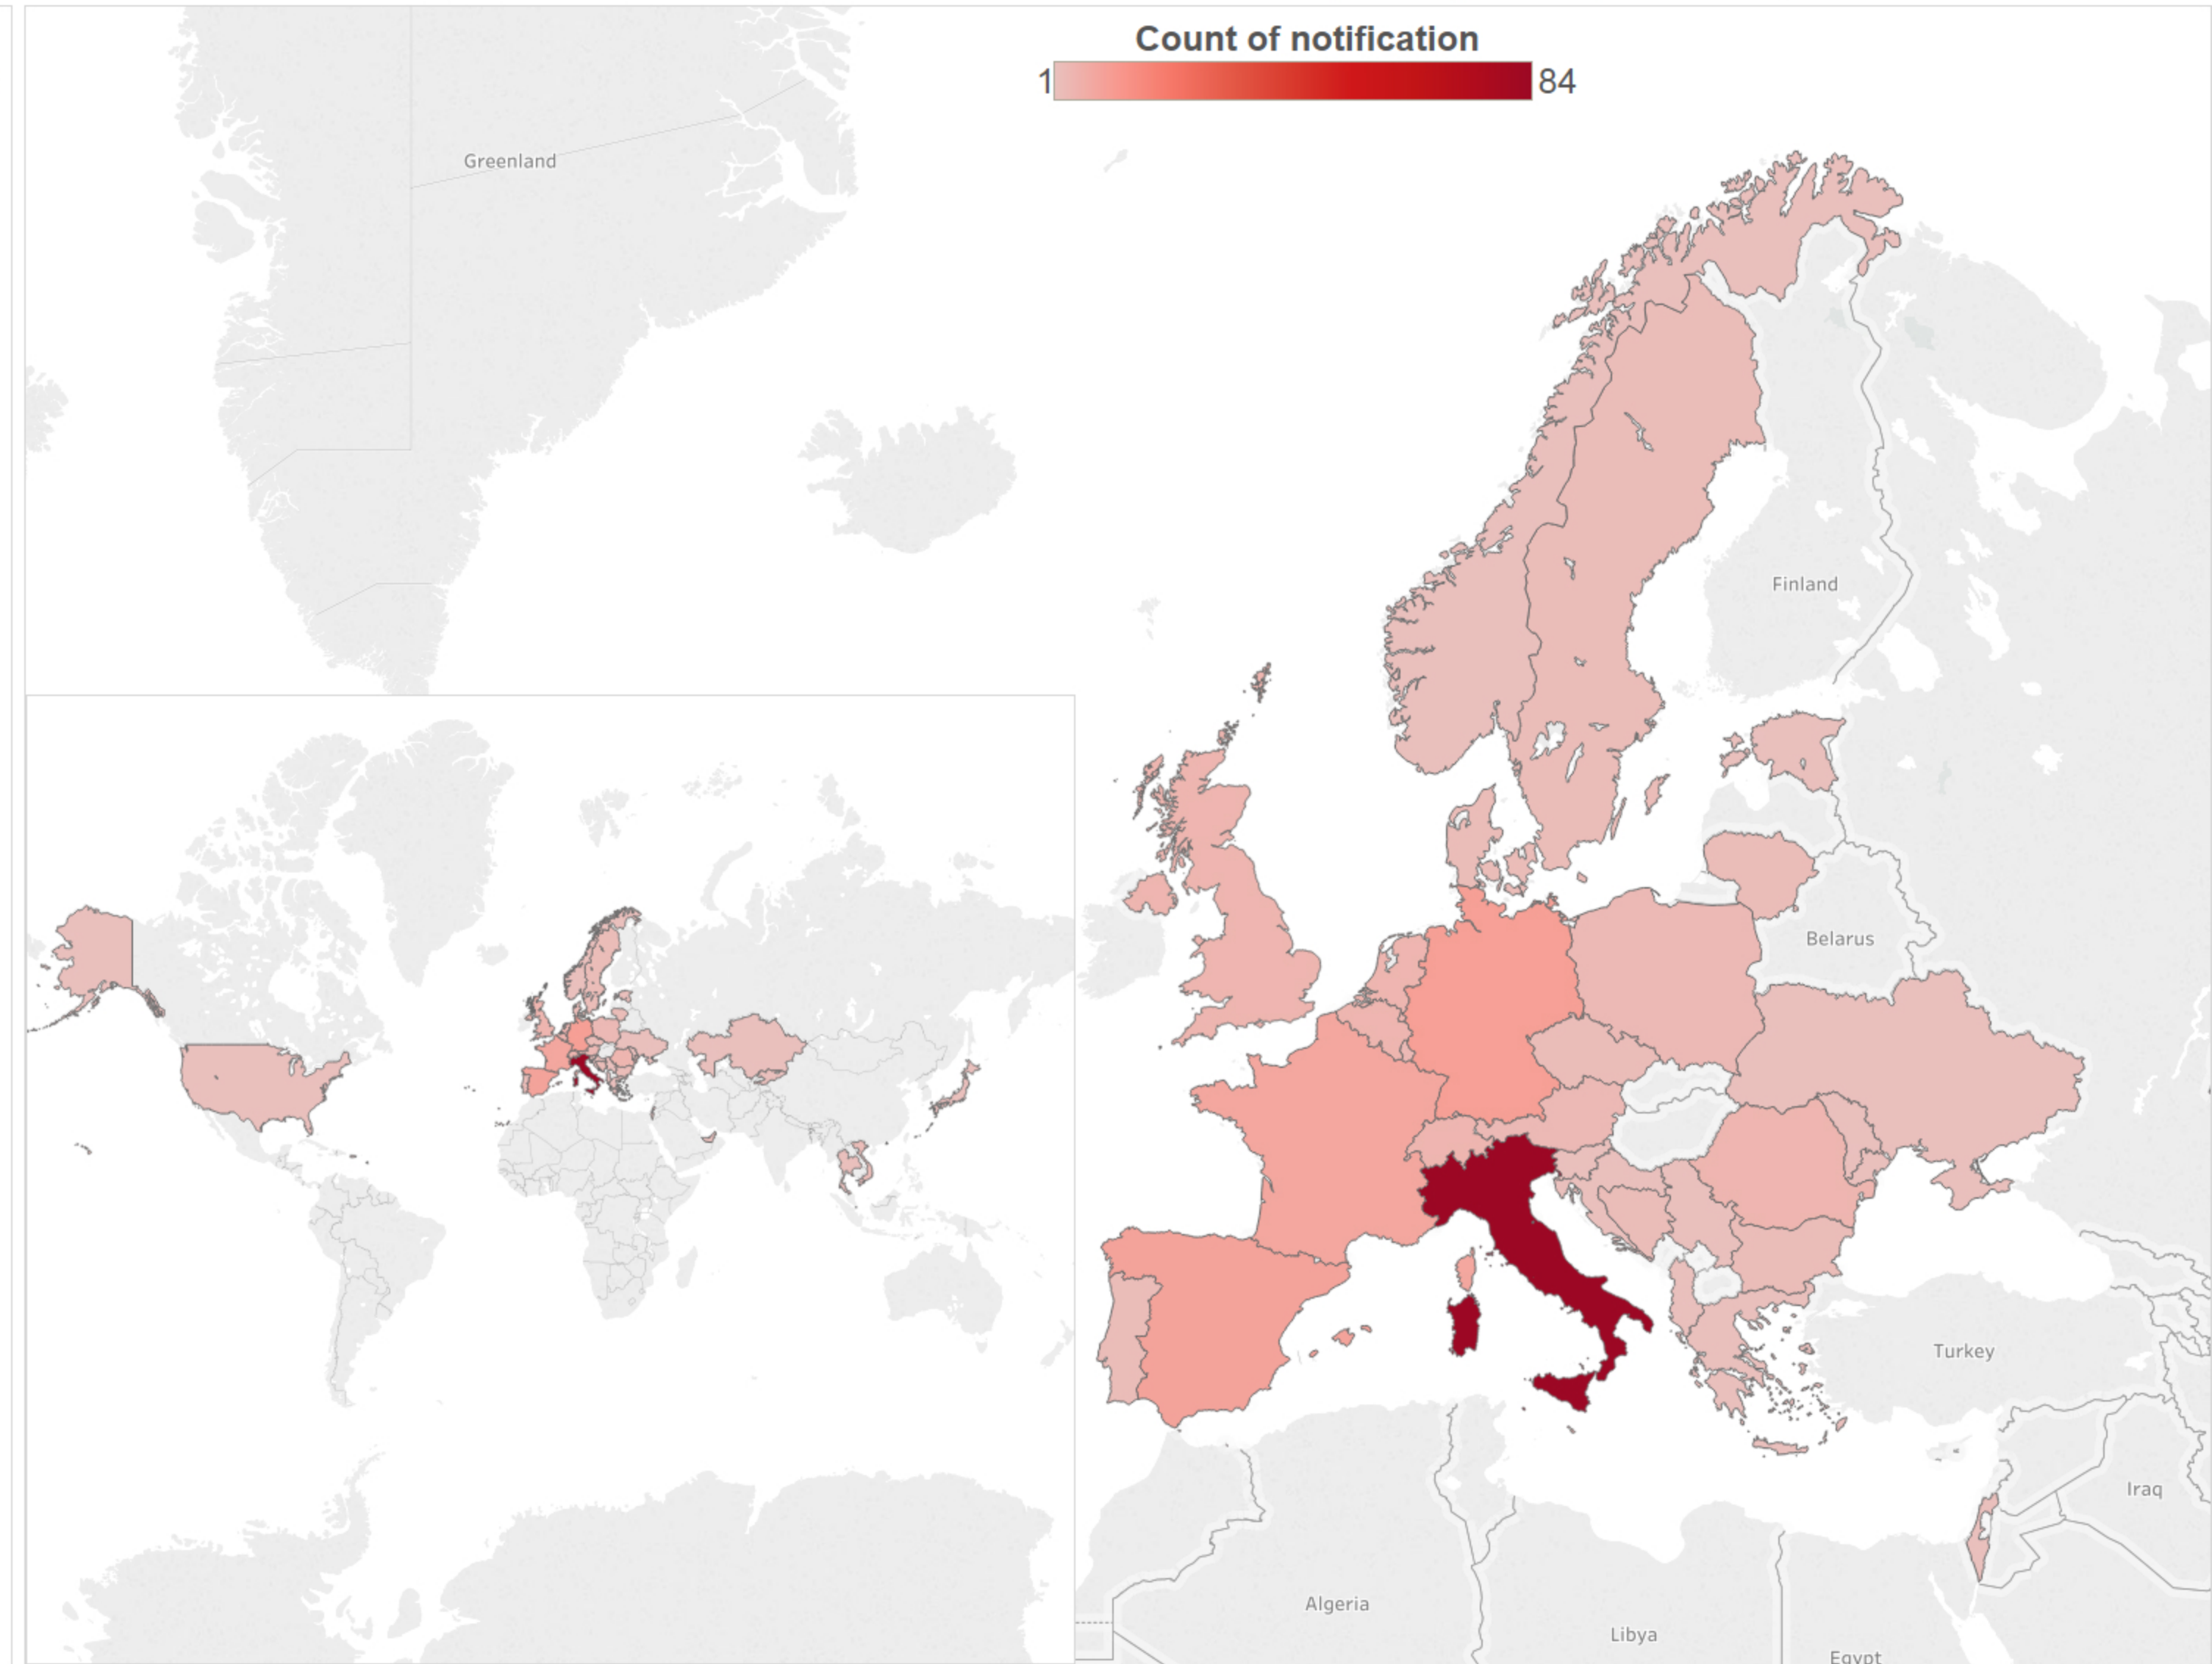 Count of notification
1
84
Greenland
Finland
Belarus
Turkey
Iraq
Algeria
Libya
Egypt